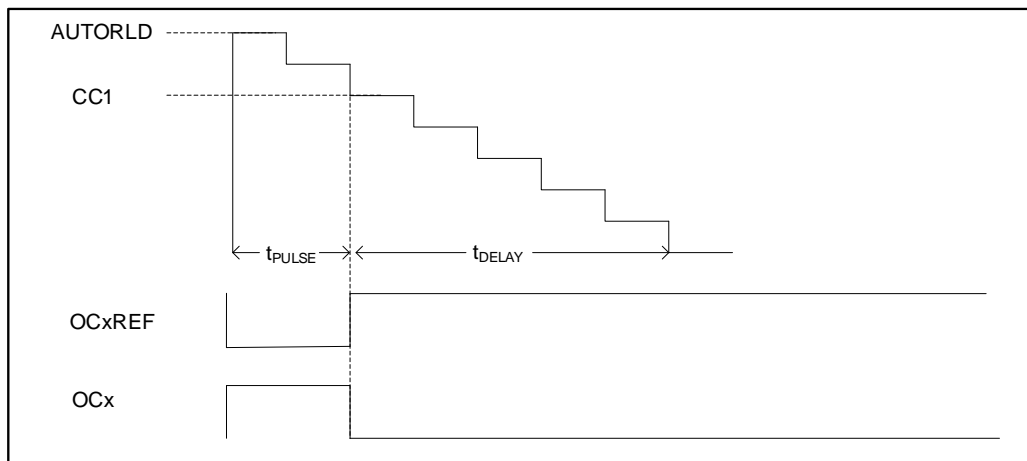 AUTORLD
CC1
tPULSE
tDELAY
OCxREF
OCx